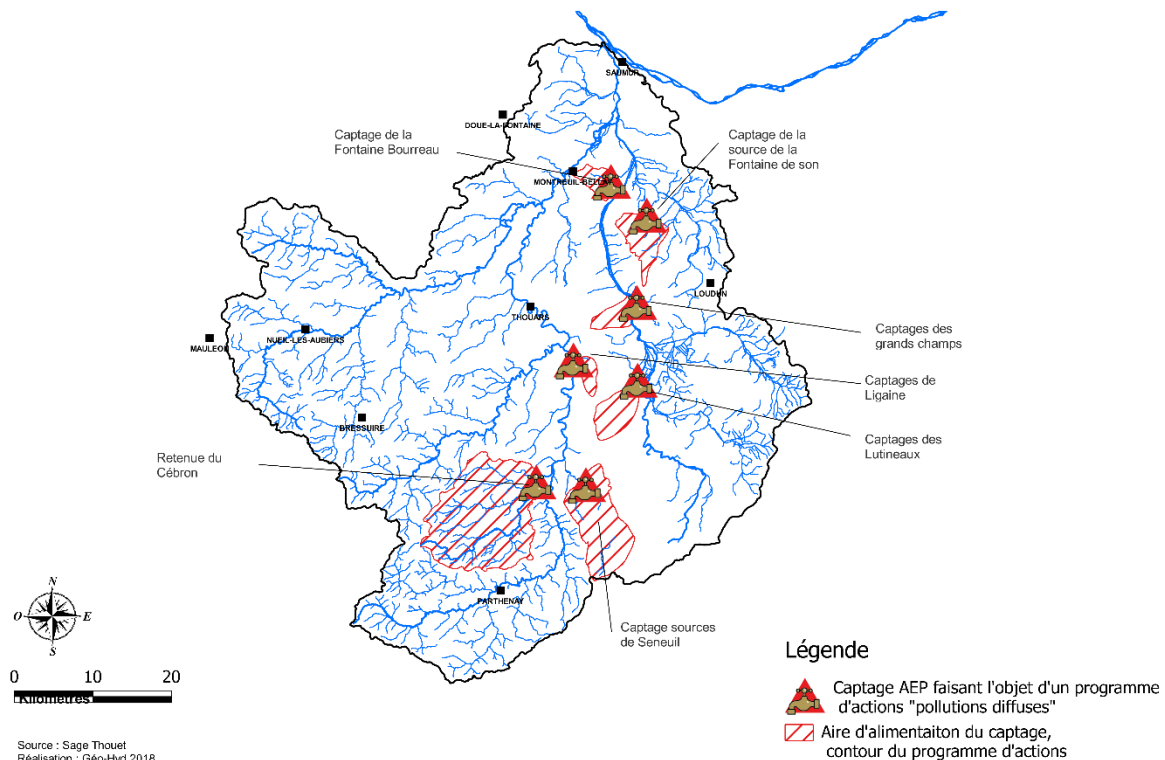 SAUMUR
DOUE-LA-FONTAINE
Captage de la
Fontaine Bourreau
Captage de la
source de la
Fontaine de son
MONTREUIL-BELLAY
LOUDUN
THOUARS
MAULEON
NUEIL-LES-AUBIERS
Captages des
grands champs
Captages de
Ligaine
BRESSUIRE
Captages des
Lutineaux
Retenue du
Cébron
PARTHENAY
Captage sources
de Seneuil
N
O
E
S
0 10 20
Kilomètres
Légende
Captage AEP faisant l'objet d'un programme
d'actions "pollutions diffuses"
Aire d'alimentaiton du captage,
contour du programme d'actions
Source : Sage Thouet
Réalisation : Géo-Hyd 2018